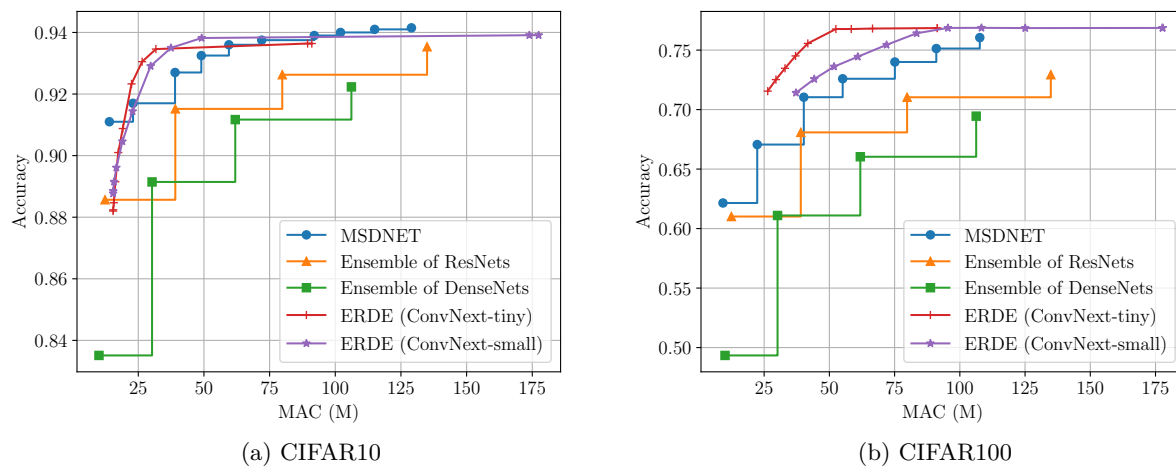 0.94
0.92
0.90
0.88
0.86
0.84
Accuracy
25
50
75
100
125
150
175
MAC (M)
MSDNET
Ensemble of ResNets
Ensemble of DenseNets
ERDE (ConvNext-tiny)
ERDE (ConvNext-small)
(a) CIFAR10
0.75
0.70
0.65
0.60
0.55
0.50
Accuracy
25
50
75
100
125
150
175
MAC (M)
MSDNET
Ensemble of ResNets
Ensemble of DenseNets
ERDE (ConvNext-tiny)
ERDE (ConvNext-small)
(b) CIFAR100